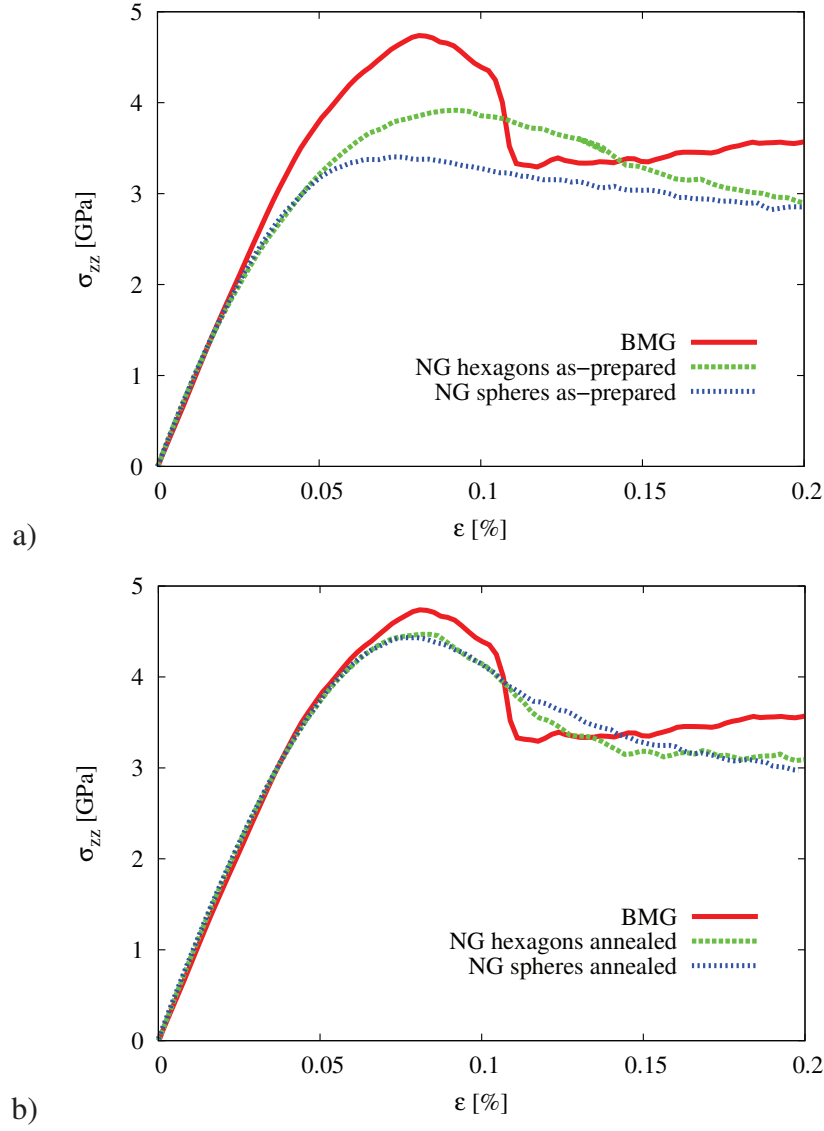 5
4
3
2
1
0
σzz [GPa]
BMG
NG hexagons as-prepared
NG spheres as-prepared
0 0.05 0.1 0.15 0.2
ε [%]
a)
5
4
3
2
1
0
σzz [GPa]
BMG
NG hexagons annealed
NG spheres annealed
0 0.05 0.1 0.15 0.2
ε [%]
b)